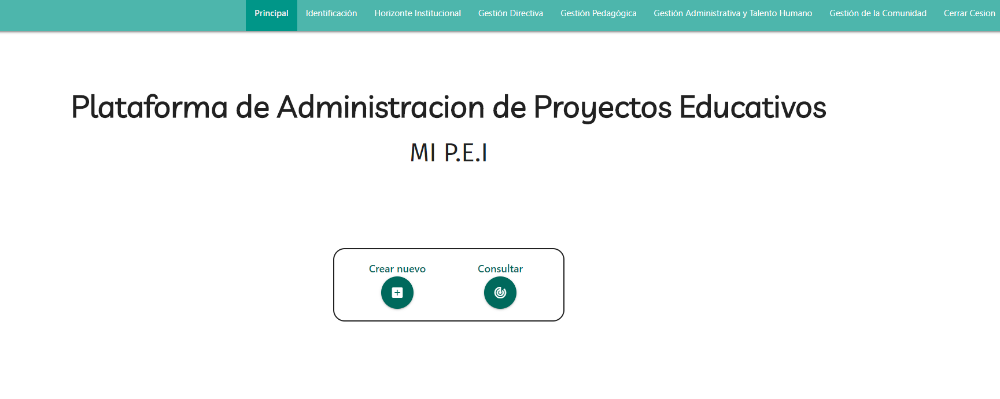 Principal Identificación Horizonte Institucional Gestión Directiva Gestión Pedagógica Gestión Administrativa y Talento Humano Gestión de la Comunidad Cerrar Cesion
Plataforma de Administracion de Proyectos Educativos
MI P.E.I
Crear nuevo Consultar